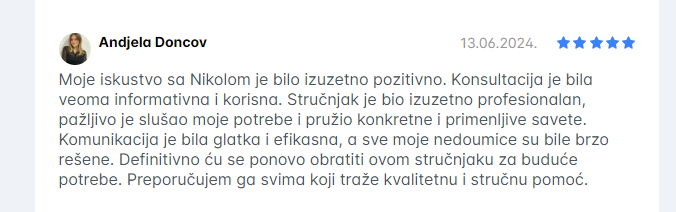 Andjela Doncov 13.06.2024.
Moje iskustvo sa Nikolom je bilo izuzetno pozitivno. Konsultacija je bila
veoma informativna i korisna. Stručnjak je bio izuzetno profesionalan,
pažljivo je slušao moje potrebe i pružio konkretne i primenljive savete.
Komunikacija je bila glatka i efikasna, a sve moje nedoumice su bile brzo
rešene. Definitivno ću se ponovo obratiti ovom stručnjaku za buduće
potrebe. Preporučujem ga svima koji traže kvalitetnu i stručnu pomoć.